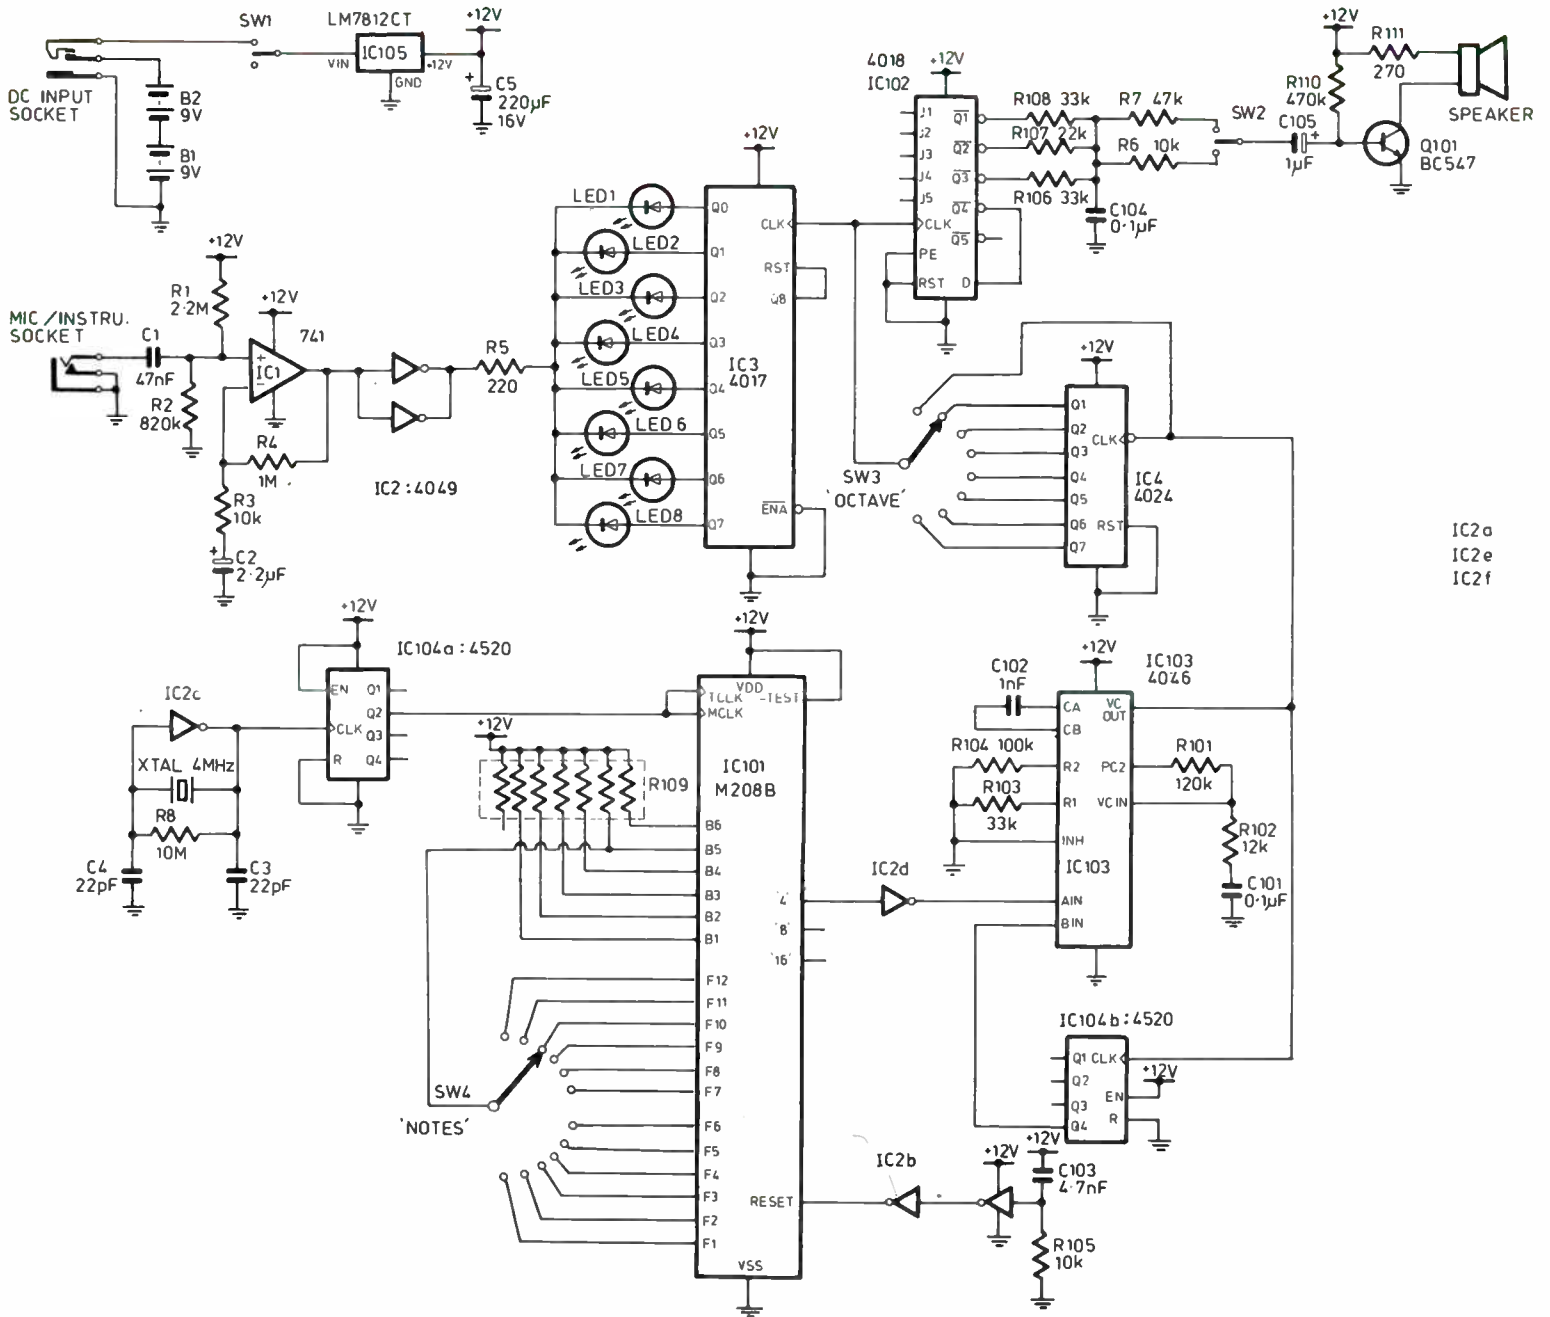 SW1
LM7812CT
+12V
IC105
VIN
+12V
GND
C5
220µF
16V
DC INPUT
SOCKET
B2
9V
B1
9V
4018
IC102
+12V
J1
J2
J3
J4
J5
CLK
PE
RST
Q1
Q2
Q3
Q4
Q5
D
R108 33k
R107 22k
R106 33k
R7 47k
R6 10k
C104
0·1µF
SW2
C105
1µF
+
+12V
R111
270
R110
470k
SPEAKER
Q101
BC547
MIC/INSTRU.
SOCKET
C1
47nF
+12V
R1
2·2M
R2
820k
+12V
741
IC1
+
−
R4
1M
R3
10k
+
C2
2·2µF
IC2:4049
R5
220
LED1
LED2
LED3
LED4
LED5
LED6
LED7
LED8
+12V
Q0
Q1
Q2
Q3
Q4
Q5
Q6
Q7
IC3
4017
CLK
RST
Q8
ENA
SW3
'OCTAVE'
+12V
Q1
Q2
Q3
Q4
Q5
Q6
Q7
CLK
RST
IC4
4024
IC2a
IC2e
IC2f
+12V
IC104a:4520
EN
CLK
R
Q1
Q2
Q3
Q4
IC2c
XTAL 4MHz
R8
10M
C4
22pF
C3
22pF
+12V
R109
+12V
VDD
TCLK
MCLK
-TEST
IC101
M208B
B6
B5
B4
B3
B2
B1
F12
F11
F10
F9
F8
F7
F6
F5
F4
F3
F2
F1
'4'
'8'
'16'
RESET
VSS
SW4
'NOTES'
IC2d
C102
1nF
+12V
IC103
4046
CA
CB
R2
R1
INH
IC103
AIN
BIN
VC
OUT
PC2
VCIN
R104 100k
R103
33k
R101
120k
R102
12k
C101
0·1µF
IC104b:4520
Q1
Q2
Q3
Q4
CLK
EN
R
+12V
IC2b
+12V
+12V
C103
4·7nF
R105
10k